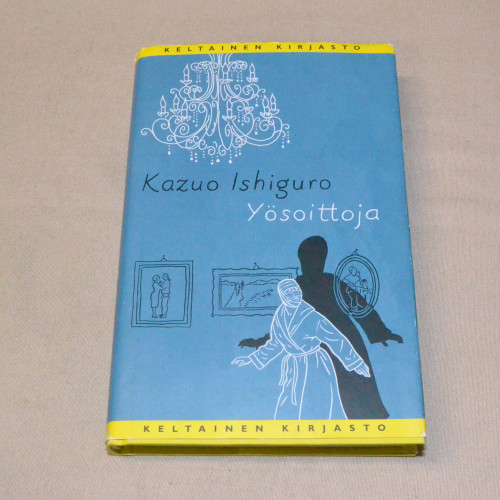 KELTAINEN KIRJASTO
Kazuo Ishiguro
Yösoittoja
KELTAINEN KIRJASTO